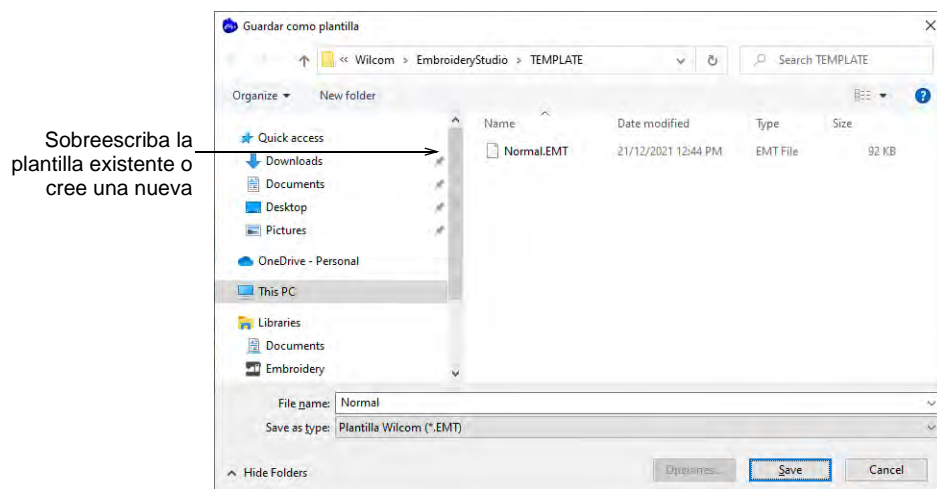 Guardar como plantilla
« Wilcom > EmbroideryStudio > TEMPLATE
Search TEMPLATE
Organize
New folder
Name
Date modified
Type
Size
Quick access
Normal.EMT
21/12/2021 12:44 PM
EMT File
92 KB
Sobreescriba la
plantilla existente o
cree una nueva
Downloads
Documents
Desktop
Pictures
OneDrive - Personal
This PC
Libraries
Documents
Embroidery
File name: Normal
Save as type: Plantilla Wilcom (*.EMT)
Hide Folders
Opciones...
Save
Cancel